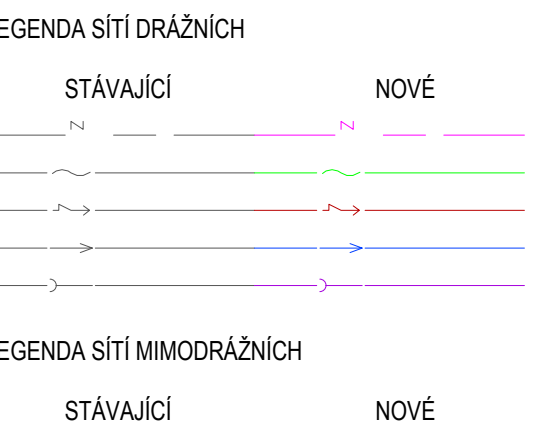 EGENDA SÍTÍ DRÁŽNÍCH
STÁVAJÍCÍ NOVÉ
N N
EGENDA SÍTÍ MIMODRÁŽNÍCH
STÁVAJÍCÍ NOVÉ